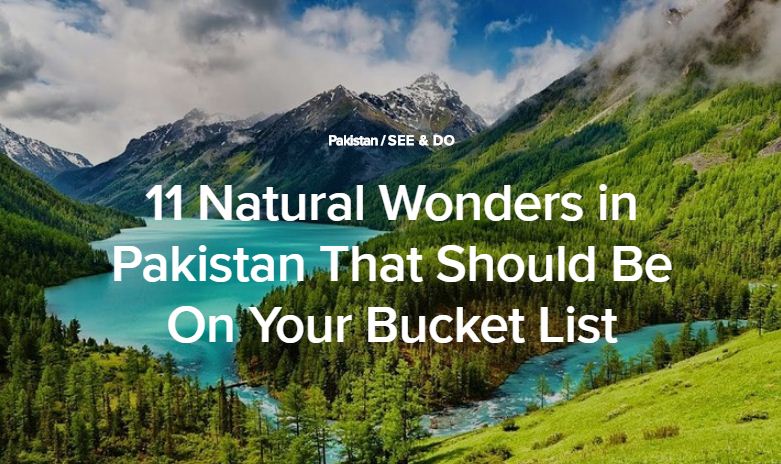 Pakistan / SEE & DO
11 Natural Wonders in
Pakistan That Should Be
On Your Bucket List